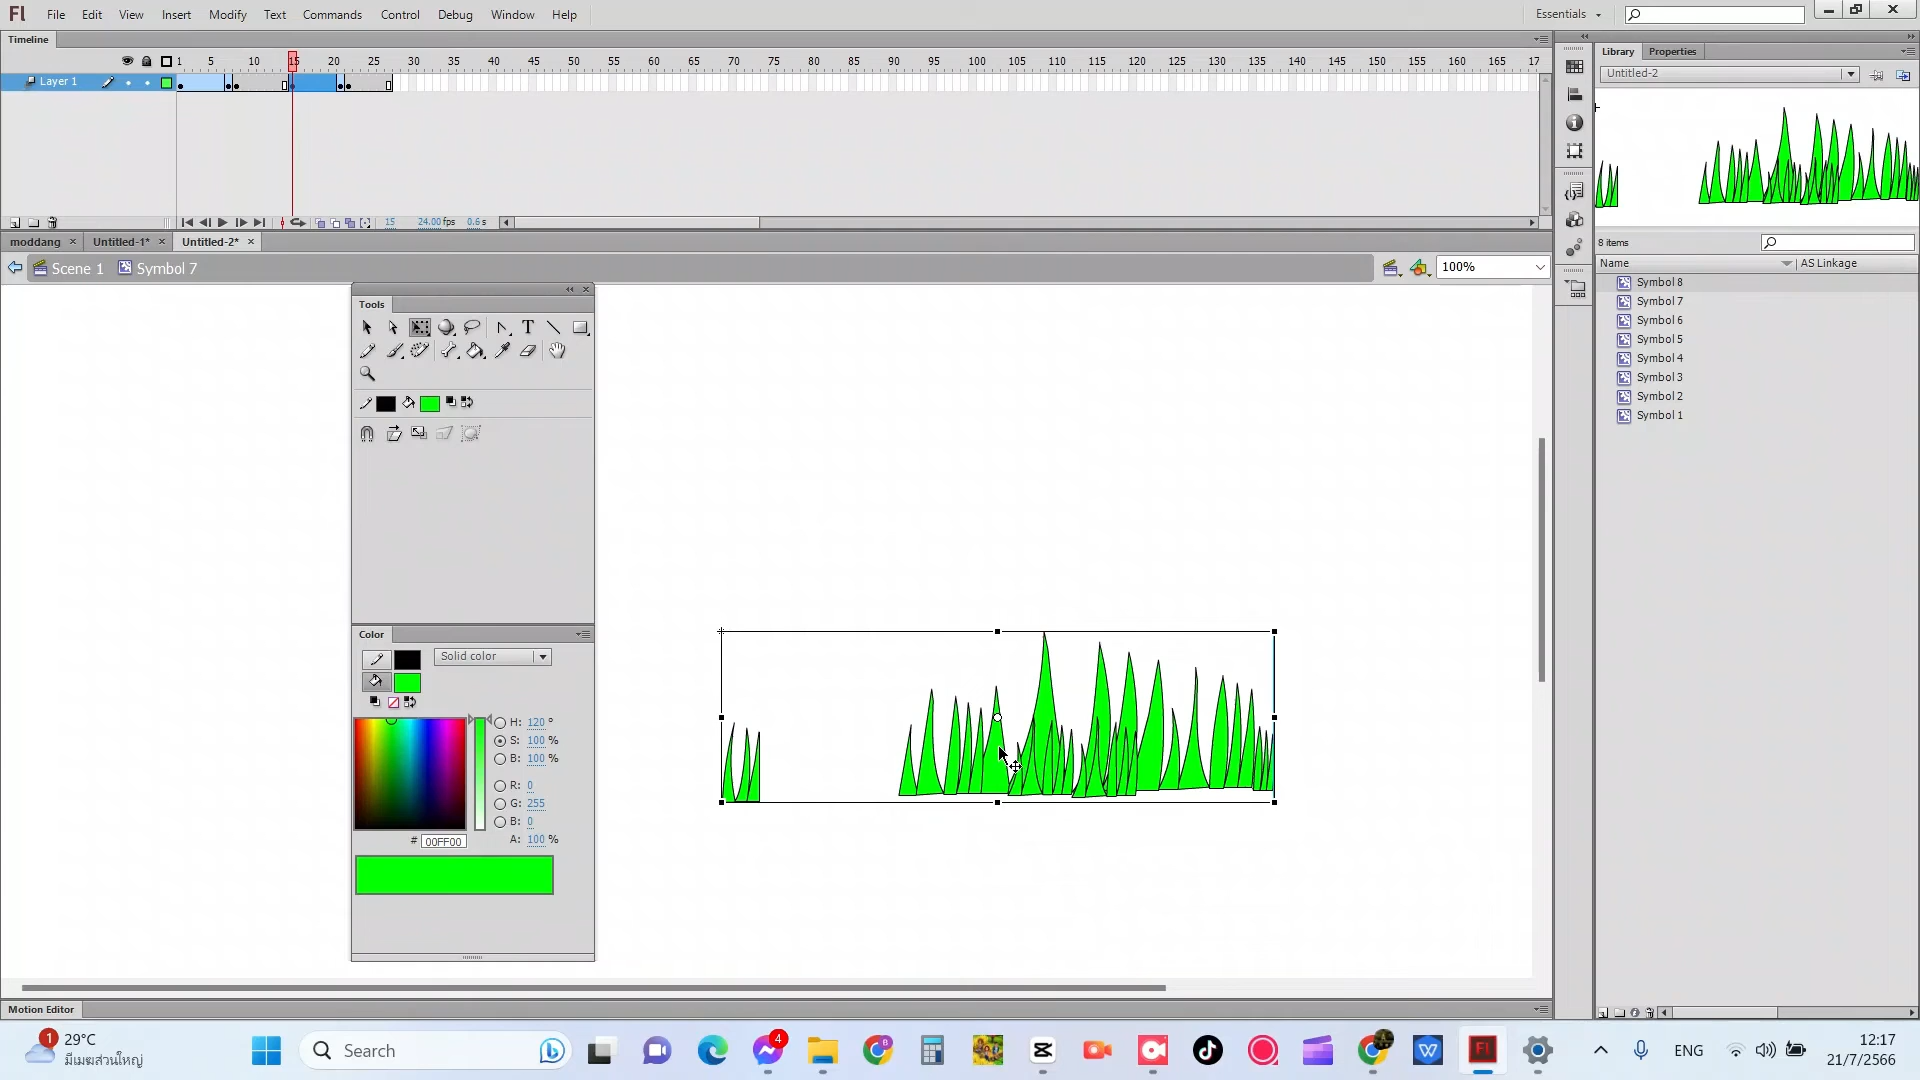 Fl File Edit View Insert Modify Text Commands Control Debug Window Help Essentials
Timeline
1 5 10 15 20 25 30 35 40 45 50 55 60 65 70 75 80 85 90 95 100 105 110 115 120 125 130 135 140 145 150 155 160 165 17
Layer 1
15 24.00 fps 0.6 s
moddang Untitled-1* Untitled-2*
Scene 1 Symbol 7 100%
Tools
T
Color
Solid color
H: 120 °
S: 100 %
B: 100 %
R: 0
G: 255
B: 0
# 00FF00 A: 100 %
Motion Editor
Library Properties
Untitled-2
8 items
Name AS Linkage
Symbol 8
Symbol 7
Symbol 6
Symbol 5
Symbol 4
Symbol 3
Symbol 2
Symbol 1
1 29°C
มีเมฆส่วนใหญ่
Search
4
ENG
12:17
21/7/2566